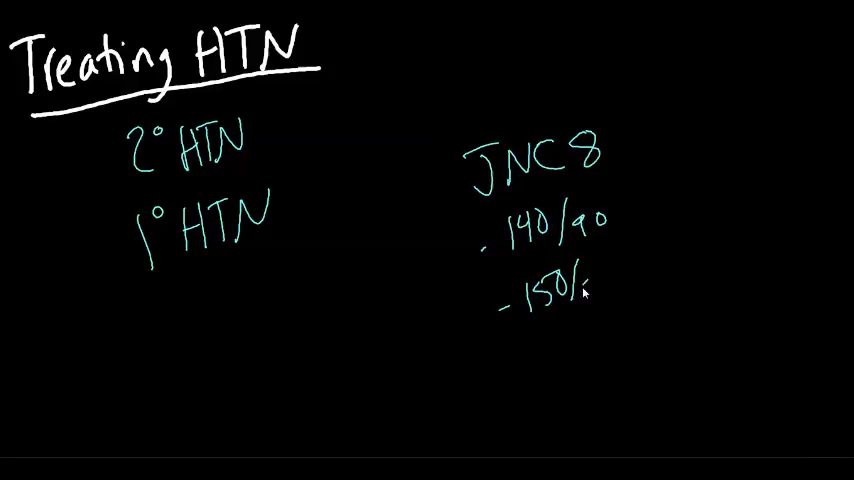 Treating HTN
2° HTN
1° HTN
JNC 8
- 140/90
- 150/